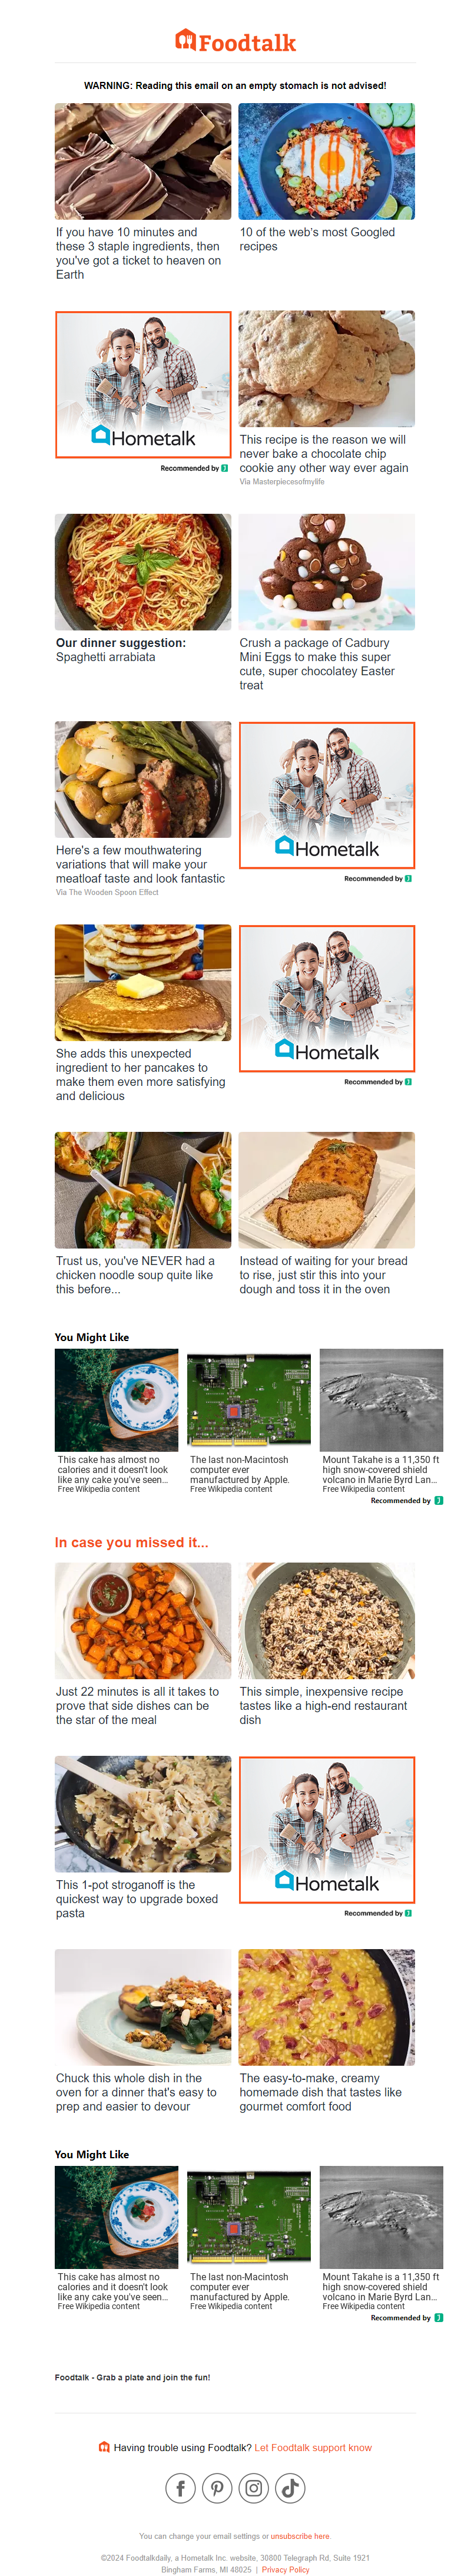 Foodtalk
WARNING: Reading this email on an empty stomach is not advised!
If you have 10 minutes and
these 3 staple ingredients, then
you've got a ticket to heaven on
Earth
10 of the web's most Googled
recipes
Hometalk
Recommended by
This recipe is the reason we will
never bake a chocolate chip
cookie any other way ever again
Via Masterpiecesofmylife
Our dinner suggestion:
Spaghetti arrabiata
Crush a package of Cadbury
Mini Eggs to make this super
cute, super chocolatey Easter
treat
Here's a few mouthwatering
variations that will make your
meatloaf taste and look fantastic
Via The Wooden Spoon Effect
Hometalk
Recommended by
She adds this unexpected
ingredient to her pancakes to
make them even more satisfying
and delicious
Hometalk
Recommended by
Trust us, you've NEVER had a
chicken noodle soup quite like
this before...
Instead of waiting for your bread
to rise, just stir this into your
dough and toss it in the oven
You Might Like
This cake has almost no
calories and it doesn't look
like any cake you've seen...
Free Wikipedia content
The last non-Macintosh
computer ever
manufactured by Apple.
Free Wikipedia content
Mount Takahe is a 11,350 ft
high snow-covered shield
volcano in Marie Byrd Lan...
Free Wikipedia content
Recommended by
In case you missed it...
Just 22 minutes is all it takes to
prove that side dishes can be
the star of the meal
This simple, inexpensive recipe
tastes like a high-end restaurant
dish
This 1-pot stroganoff is the
quickest way to upgrade boxed
pasta
Hometalk
Recommended by
Chuck this whole dish in the
oven for a dinner that's easy to
prep and easier to devour
The easy-to-make, creamy
homemade dish that tastes like
gourmet comfort food
You Might Like
This cake has almost no
calories and it doesn't look
like any cake you've seen...
Free Wikipedia content
The last non-Macintosh
computer ever
manufactured by Apple.
Free Wikipedia content
Mount Takahe is a 11,350 ft
high snow-covered shield
volcano in Marie Byrd Lan...
Free Wikipedia content
Recommended by
Foodtalk - Grab a plate and join the fun!
Having trouble using Foodtalk? Let Foodtalk support know
You can change your email settings or unsubscribe here.
©2024 Foodtalkdaily, a Hometalk Inc. website, 30800 Telegraph Rd, Suite 1921
Bingham Farms, MI 48025 | Privacy Policy